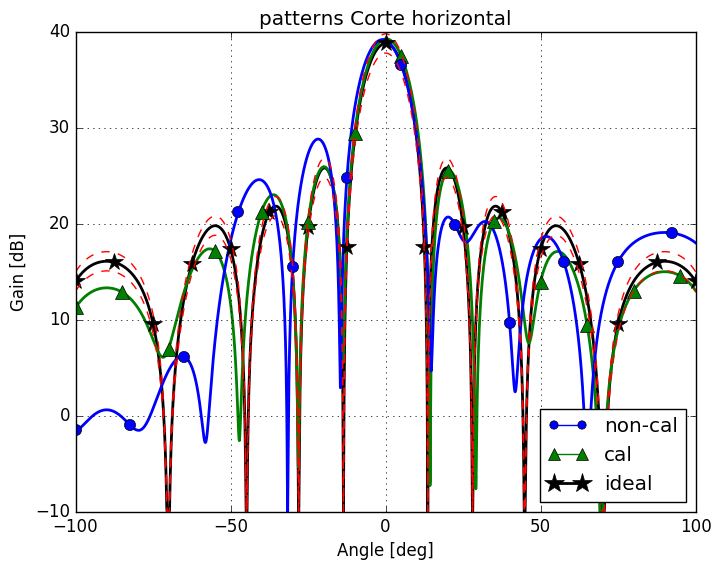 patterns Corte horizontal
40
30
20
10
0
−10
Gain [dB]
−100
−50
0
50
100
Angle [deg]
non-cal
cal
ideal